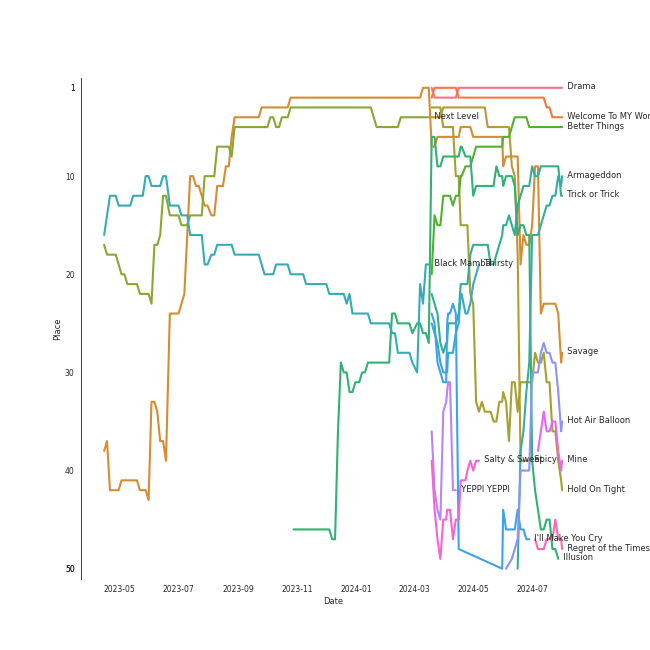 1
Drama
Next Level
Welcome To MY Wor
Better Things
10
Armageddon
Trick or Trick
20
Black Mamba
Thirsty
Place
30
Savage
Hot Air Balloon
40
Salty & Sweet
Spicy
Mine
YEPPI YEPPI
Hold On Tight
I'll Make You Cry
Regret of the Times
Illusion
50
2023-05
2023-07
2023-09
2023-11
2024-01
2024-03
2024-05
2024-07
Date